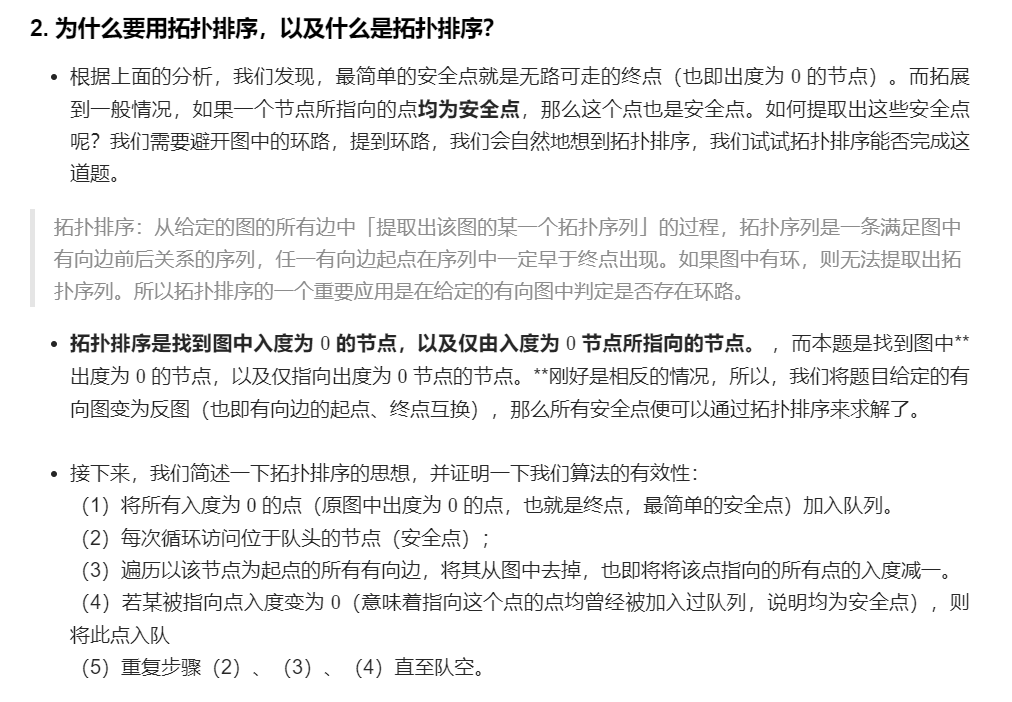 2. 为什么要用拓扑排序，以及什么是拓扑排序？
• 根据上面的分析，我们发现，最简单的安全点就是无路可走的终点（也即出度为 0 的节点）。而拓展
到一般情况，如果一个节点所指向的点均为安全点，那么这个点也是安全点。如何提取出这些安全点
呢？我们需要避开图中的环路，提到环路，我们会自然地想到拓扑排序，我们试试拓扑排序能否完成这
道题。
拓扑排序：从给定的图的所有边中「提取出该图的某一个拓扑序列」的过程，拓扑序列是一条满足图中
有向边前后关系的序列，任一有向边起点在序列中一定早于终点出现。如果图中有环，则无法提取出拓
扑序列。所以拓扑排序的一个重要应用是在给定的有向图中判定是否存在环路。
• 拓扑排序是找到图中入度为 0 的节点，以及仅由入度为 0 节点所指向的节点。 ，而本题是找到图中**
出度为 0 的节点，以及仅指向出度为 0 节点的节点。**刚好是相反的情况，所以，我们将题目给定的有
向图变为反图（也即有向边的起点、终点互换），那么所有安全点便可以通过拓扑排序来求解了。
• 接下来，我们简述一下拓扑排序的思想，并证明一下我们算法的有效性：
（1）将所有入度为 0 的点（原图中出度为 0 的点，也就是终点，最简单的安全点）加入队列。
（2）每次循环访问位于队头的节点（安全点）；
（3）遍历以该节点为起点的所有有向边，将其从图中去掉，也即将将该点指向的所有点的入度减一。
（4）若某被指向点入度变为 0（意味着指向这个点的点均曾经被加入过队列，说明均为安全点），则
将此点入队
（5）重复步骤（2）、（3）、（4）直至队空。